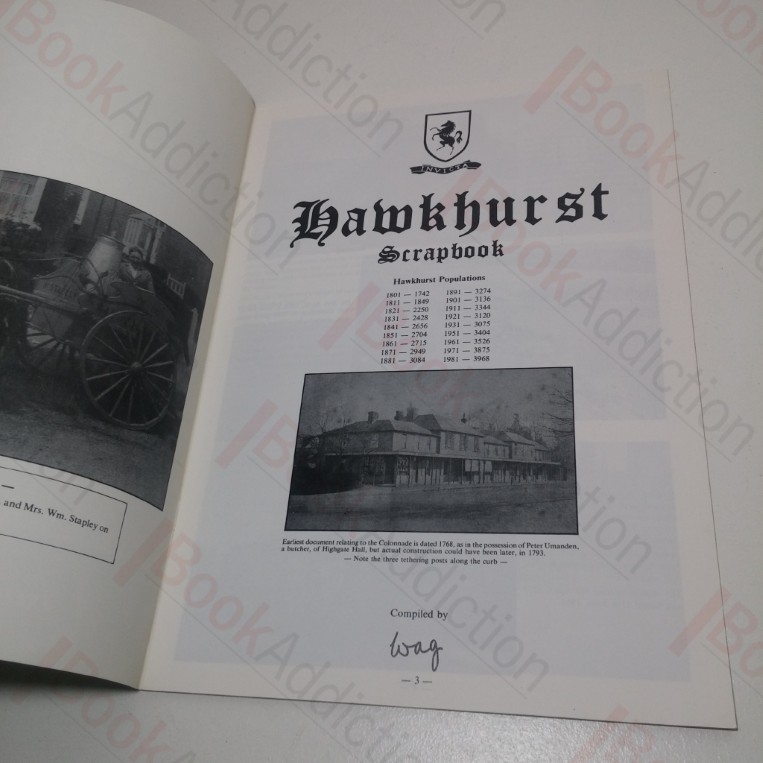 and Mrs. Wm. Stapley on
INVICTA
Hawkhurst
Scrapbook
Hawkhurst Populations
1801 — 1742 1891 — 3274
1811 — 1849 1901 — 3136
1821 — 2250 1911 — 3344
1831 — 2428 1921 — 3120
1841 — 2656 1931 — 3075
1851 — 2704 1951 — 3404
1861 — 2715 1961 — 3526
1871 — 2949 1971 — 3875
1881 — 3084 1981 — 3968
Earliest document relating to the Colonnade is dated 1768, as in the possession of Peter Umanden,
a butcher, of Highgate Hall, but actual construction could have been later, in 1793.
— Note the three tethering posts along the curb —
Compiled by
Wag
— 3 —
BookAddiction